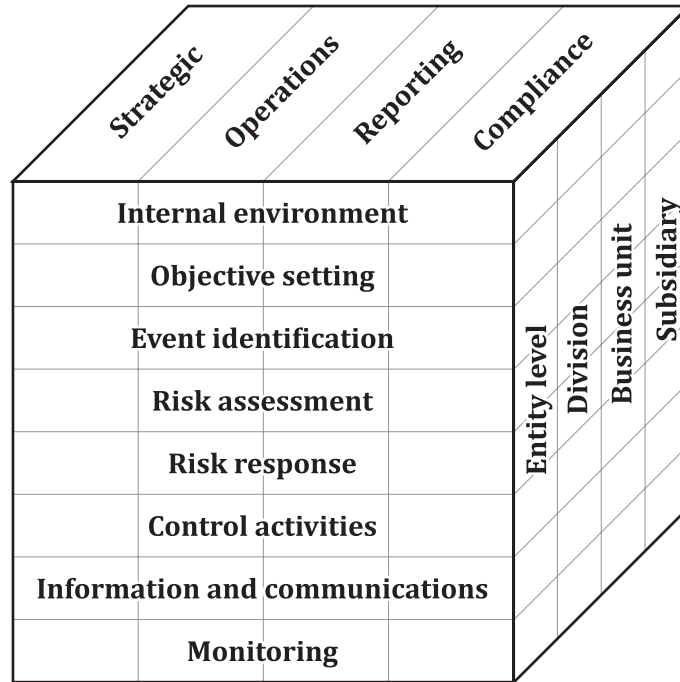 Strategic
Operations
Reporting
Compliance
Internal environment
Objective setting
Event identification
Risk assessment
Risk response
Control activities
Information and communications
Monitoring
Entity level
Division
Business unit
Subsidiary